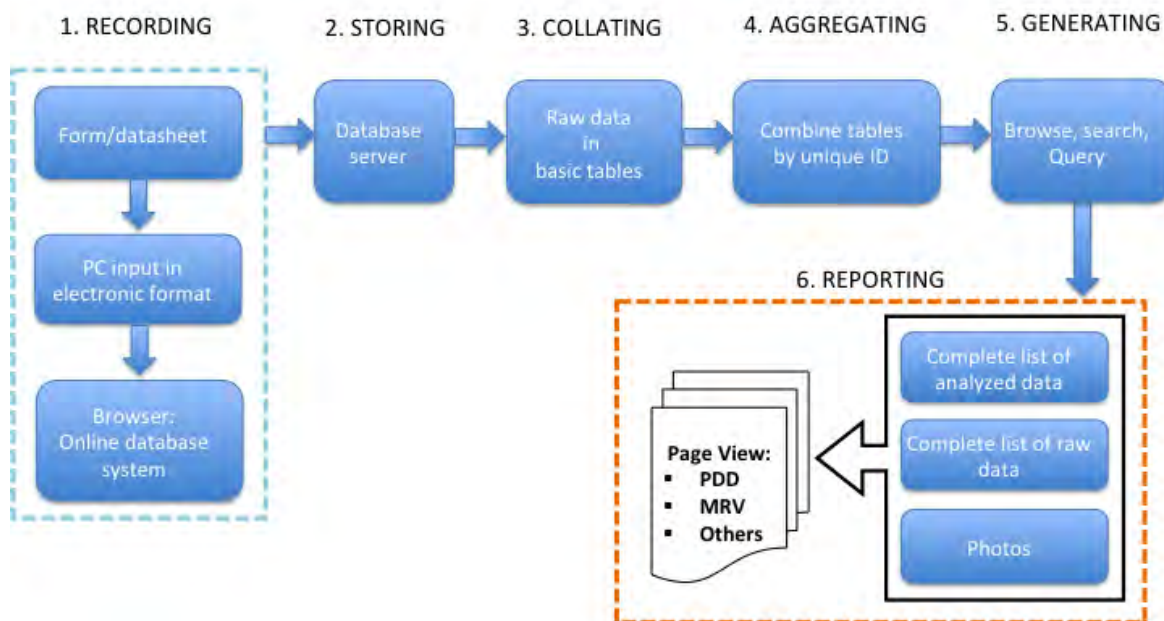 1. RECORDING
Form/datasheet
PC input in
electronic format
Browser:
Online database
system
2. STORING
Database
server
3. COLLATING
Raw data
in
basic tables
4. AGGREGATING
Combine tables
by unique ID
5. GENERATING
Browse, search,
Query
6. REPORTING
Complete list of
analyzed data
Complete list of raw
data
Photos
Page View:
▪ PDD
▪ MRV
▪ Others